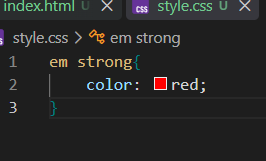 index.html U style.css U
style.css > em strong
1 em strong{
2 color: red;
3 }